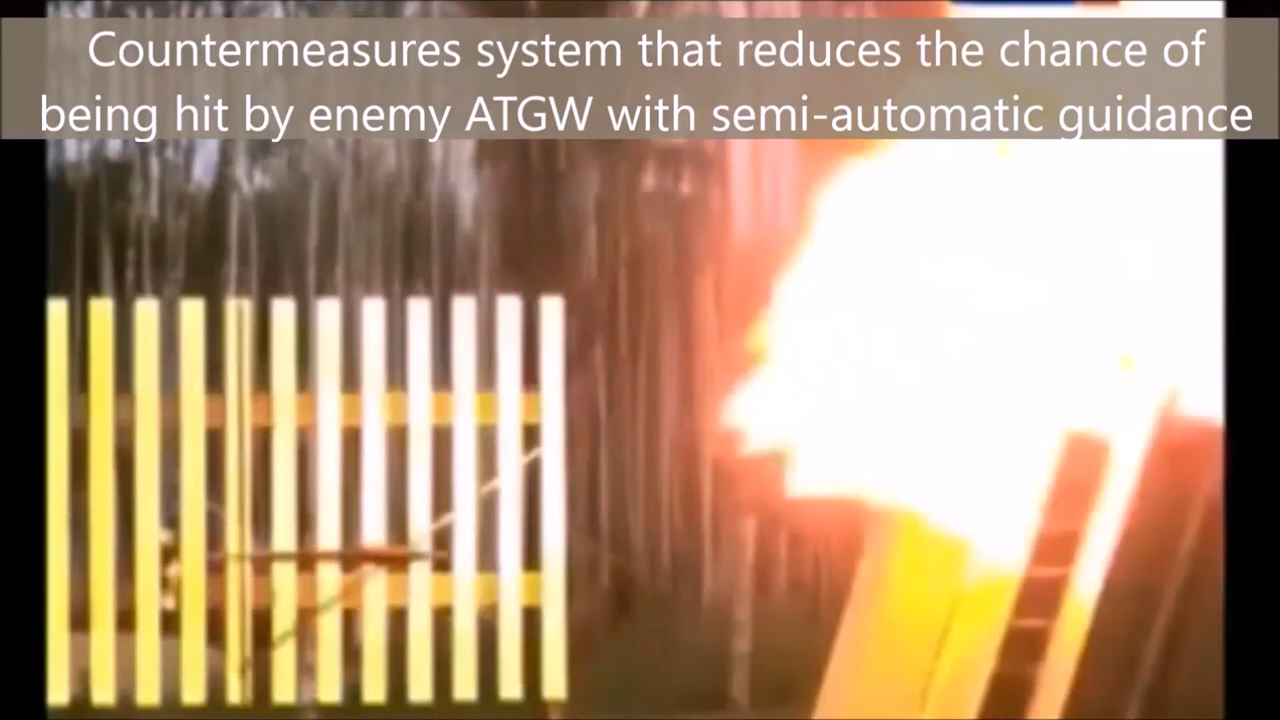 Countermeasures system that reduces the chance of
being hit by enemy ATGW with semi-automatic guidance